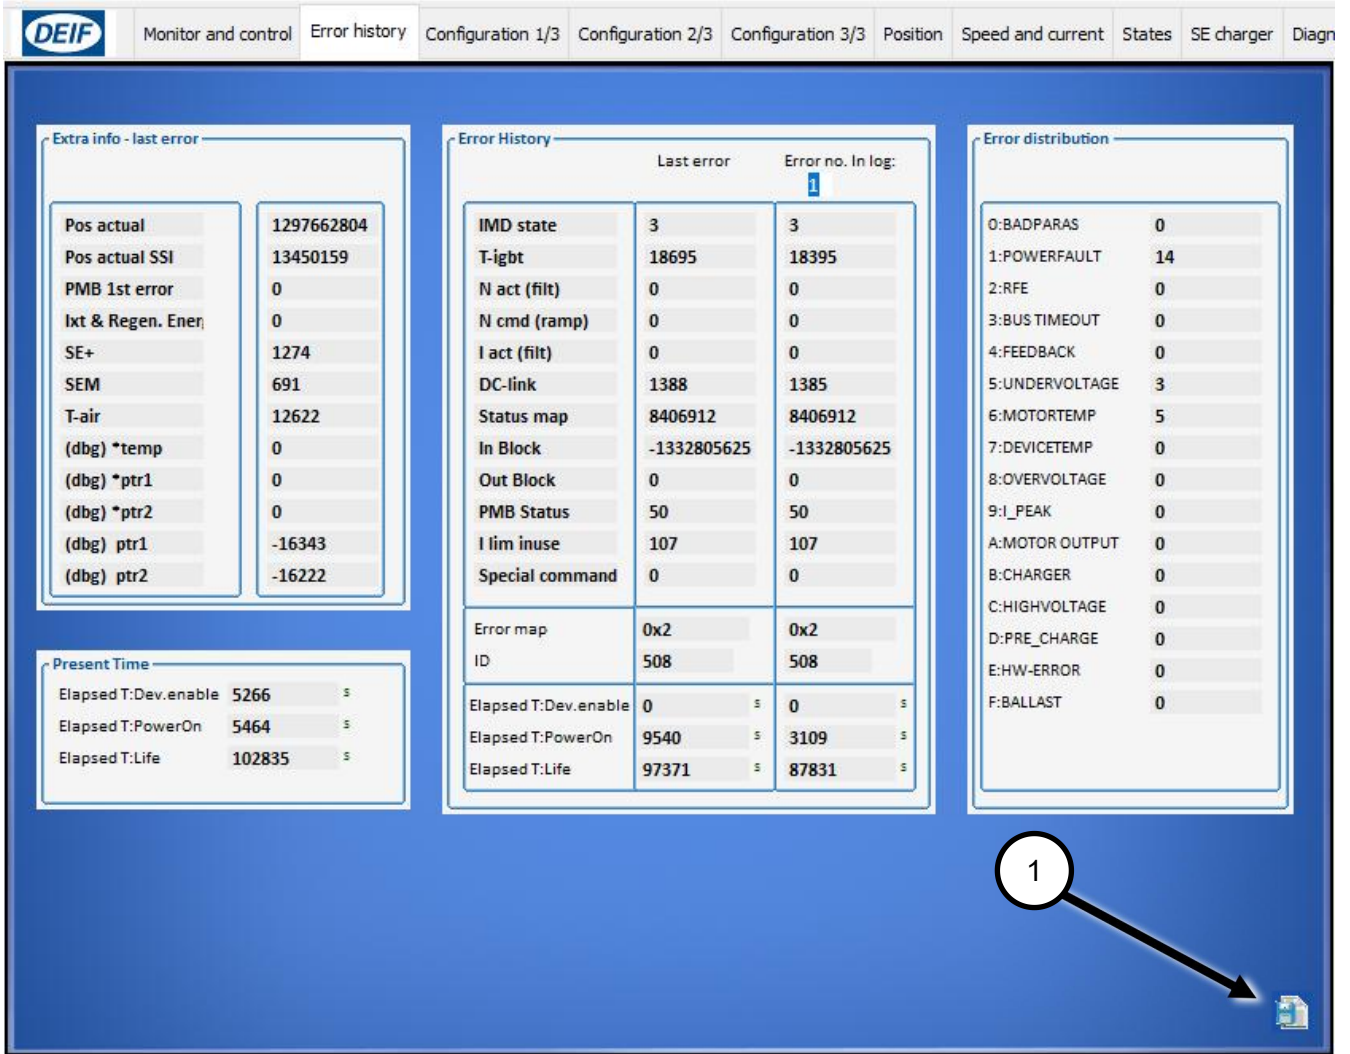 DEIF Monitor and control Error history Configuration 1/3 Configuration 2/3 Configuration 3/3 Position Speed and current States SE charger Diagn
Extra info - last error
Pos actual 1297662804
Pos actual SSI 13450159
PMB 1st error 0
Ixt & Regen. Ener 0
SE+ 1274
SEM 691
T-air 12622
(dbg) *temp 0
(dbg) *ptr1 0
(dbg) *ptr2 0
(dbg) ptr1 -16343
(dbg) ptr2 -16222
Present Time
Elapsed T:Dev.enable 5266 s
Elapsed T:PowerOn 5464 s
Elapsed T:Life 102835 s
Error History
Last error Error no. In log:
1
IMD state 3 3
T-igbt 18695 18395
N act (filt) 0 0
N cmd (ramp) 0 0
I act (filt) 0 0
DC-link 1388 1385
Status map 8406912 8406912
In Block -1332805625 -1332805625
Out Block 0 0
PMB Status 50 50
I lim inuse 107 107
Special command 0 0
Error map 0x2 0x2
ID 508 508
Elapsed T:Dev.enable 0 s 0 s
Elapsed T:PowerOn 9540 s 3109 s
Elapsed T:Life 97371 s 87831 s
Error distribution
0:BADPARAS 0
1:POWERFAULT 14
2:RFE 0
3:BUS TIMEOUT 0
4:FEEDBACK 0
5:UNDERVOLTAGE 3
6:MOTORTEMP 5
7:DEVICETEMP 0
8:OVERVOLTAGE 0
9:I_PEAK 0
A:MOTOR OUTPUT 0
B:CHARGER 0
C:HIGHVOLTAGE 0
D:PRE_CHARGE 0
E:HW-ERROR 0
F:BALLAST 0
1